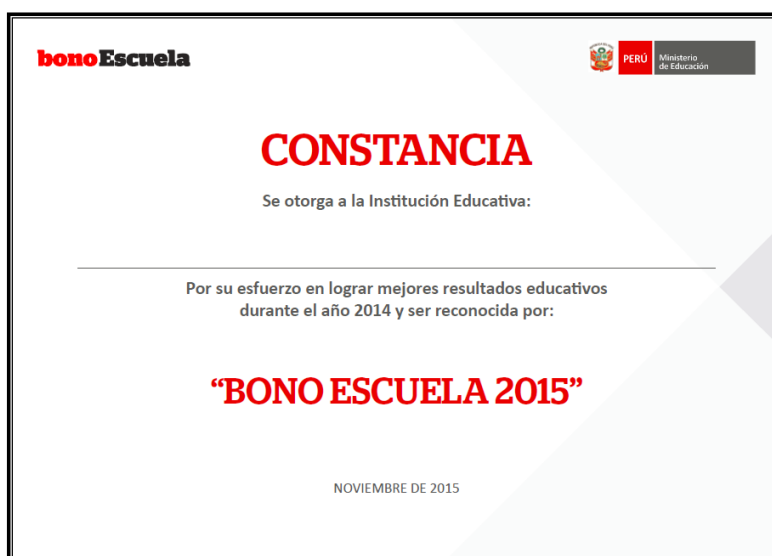 bonoEscuela
PERÚ
Ministerio
de Educación
CONSTANCIA
Se otorga a la Institución Educativa:
Por su esfuerzo en lograr mejores resultados educativos
durante el año 2014 y ser reconocida por:
“BONO ESCUELA 2015”
NOVIEMBRE DE 2015